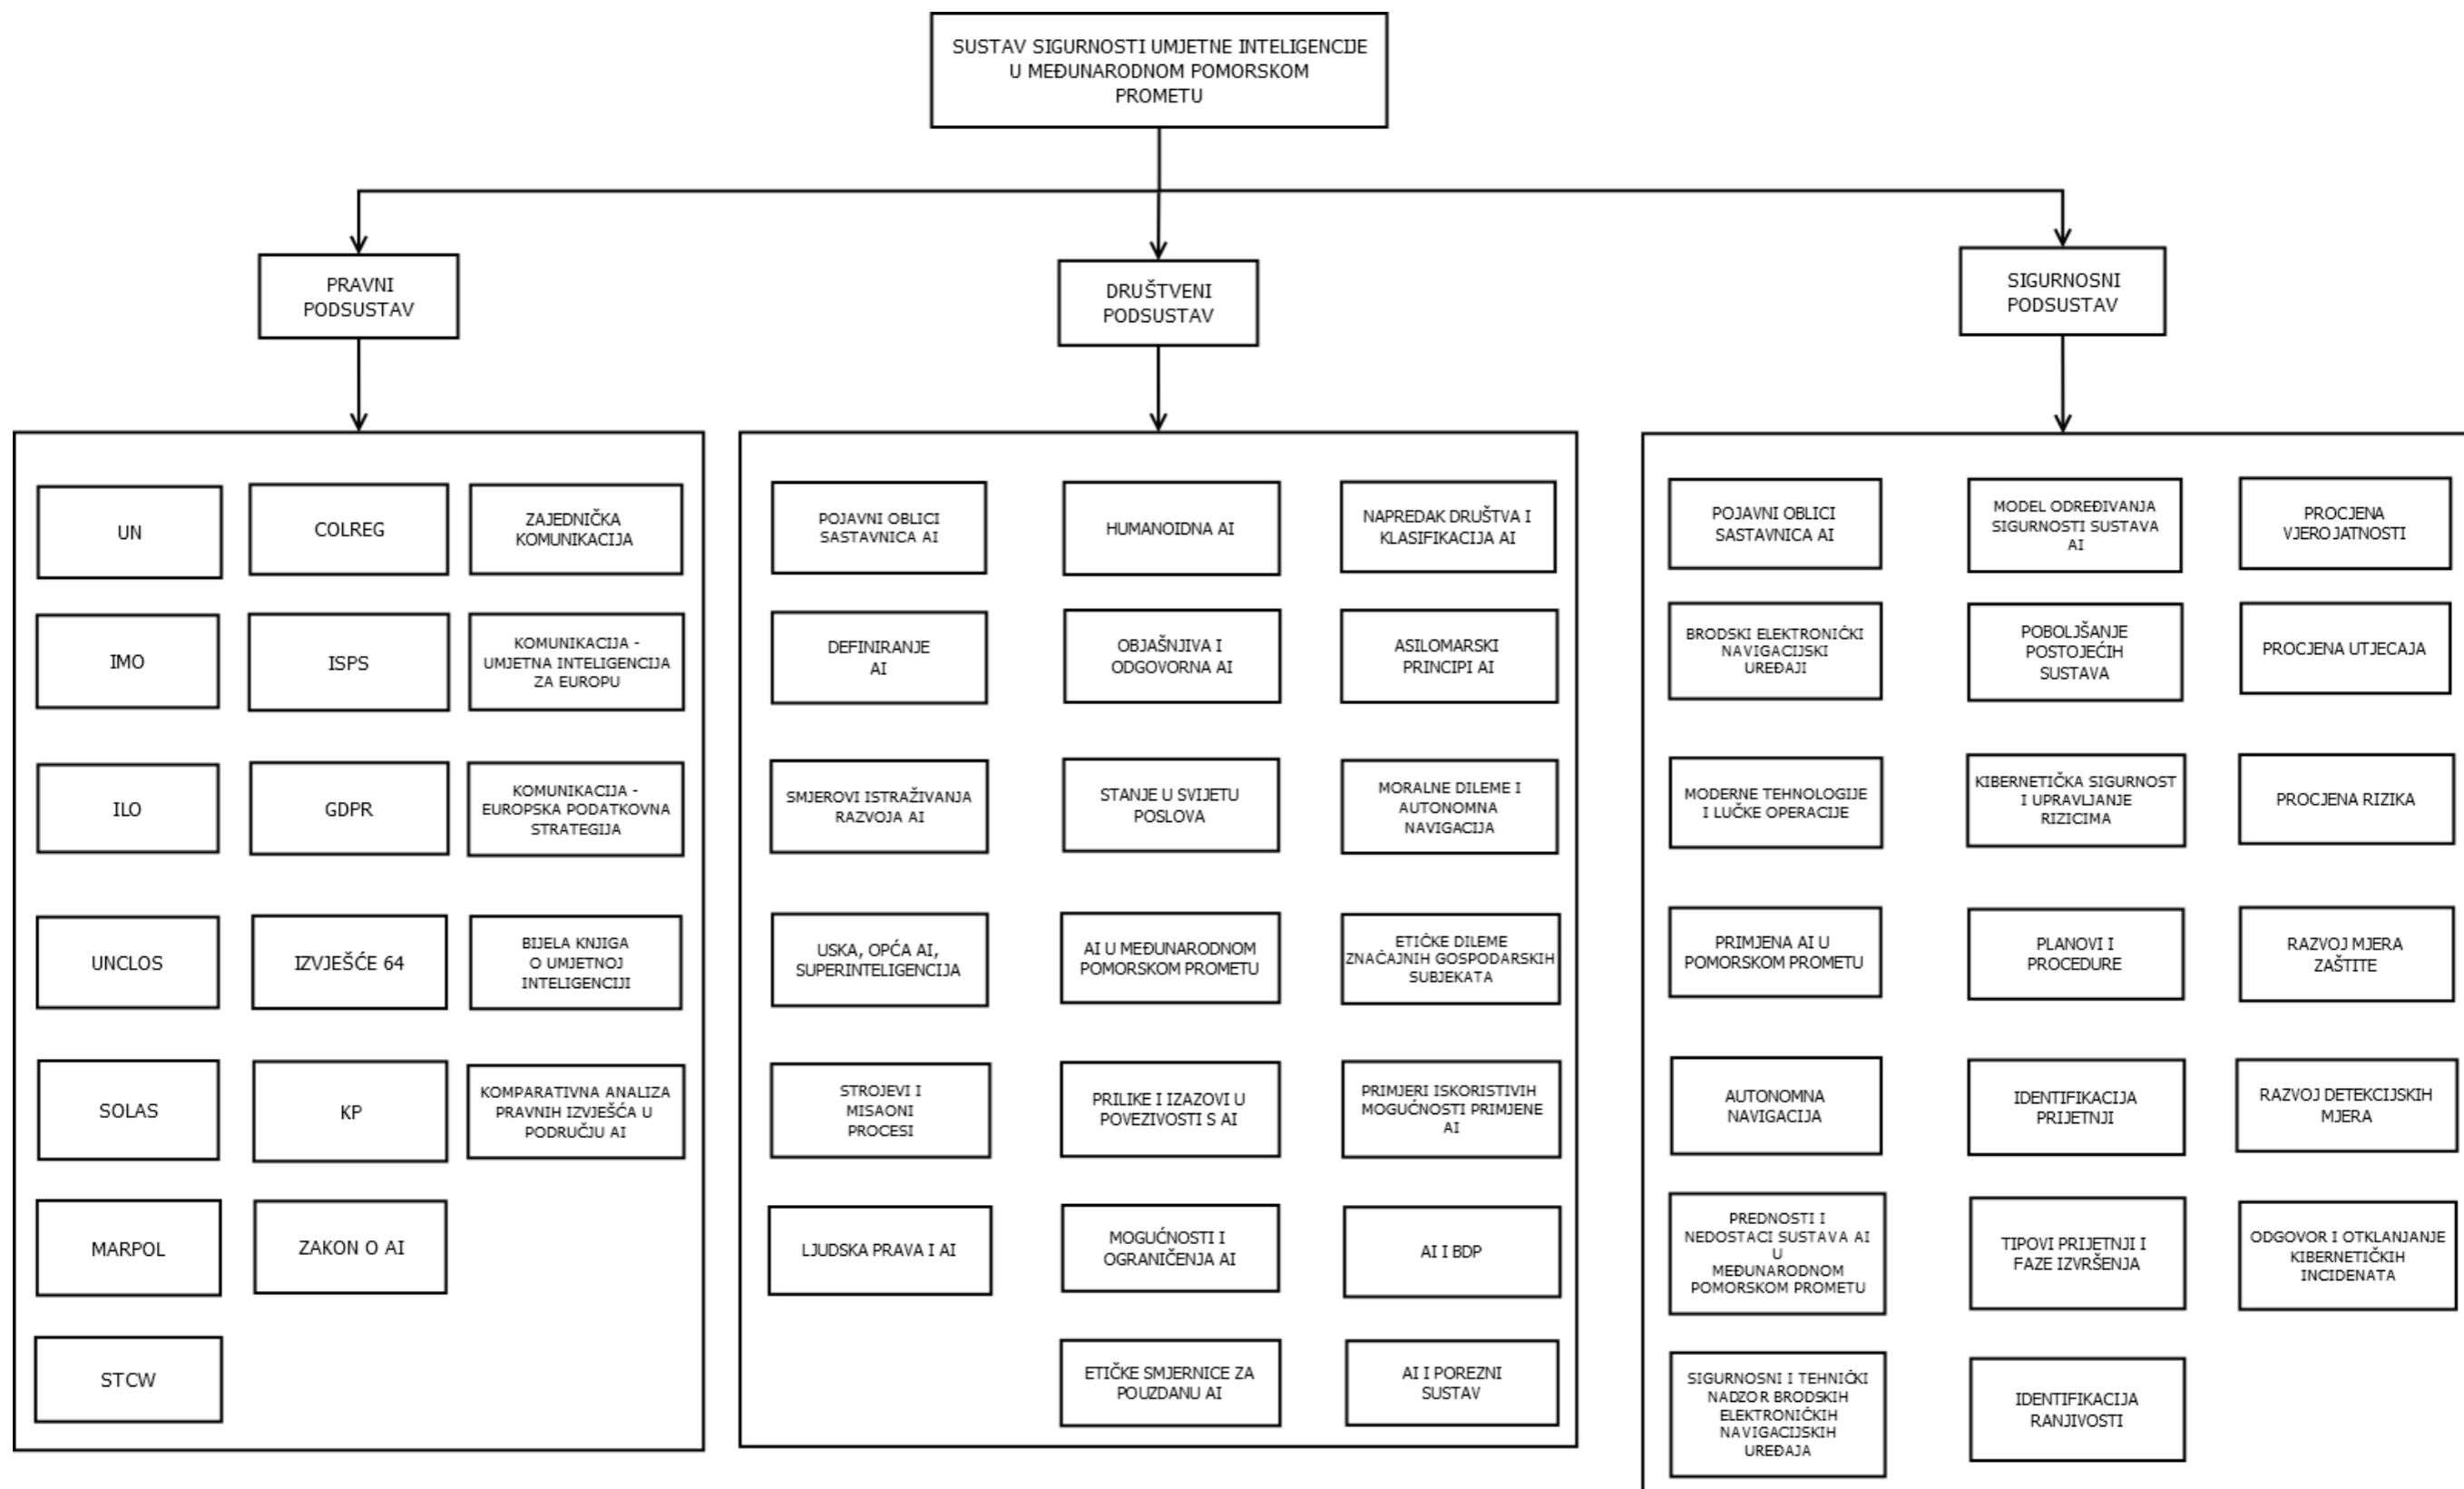 SUSTAV SIGURNOSTI UMJETNE INTELIGENCIJE
U MEĐUNARODNOM POMORSKOM
PROMETU
PRAVNI
PODSUSTAV
DRUŠTVENI
PODSUSTAV
SIGURNOSNI
PODSUSTAV
UN
COLREG
ZAJEDNIČKA
KOMUNIKACIJA
IMO
ISPS
KOMUNIKACIJA -
UMJETNA INTELIGENCIJA
ZA EUROPU
ILO
GDPR
KOMUNIKACIJA -
EUROPSKA PODATKOVNA
STRATEGIJA
UNCLOS
IZVJEŠĆE 64
BIJELA KNJIGA
O UMJETNOJ
INTELIGENCIJI
SOLAS
KP
KOMPARATIVNA ANALIZA
PRAVNIH IZVJEŠĆA U
PODRUČJU AI
MARPOL
ZAKON O AI
STCW
POJAVNI OBLICI
SASTAVNICA AI
HUMANOIDNA AI
NAPREDAK DRUŠTVA I
KLASIFIKACIJA AI
DEFINIRANJE
AI
OBJAŠNJIVA I
ODGOVORNA AI
ASILOMARSKI
PRINCIPI AI
SMJEROVI ISTRAŽIVANJA
RAZVOJA AI
STANJE U SVIJETU
POSLOVA
MORALNE DILEME I
AUTONOMNA
NAVIGACIJA
USKA, OPĆA AI,
SUPERINTELIGENCIJA
AI U MEĐUNARODNOM
POMORSKOM PROMETU
ETIČKE DILEME
ZNAČAJNIH GOSPODARSKIH
SUBJEKATA
STROJEVI I
MISAONI
PROCESI
PRILIKE I IZAZOVI U
POVEZIVOSTI S AI
PRIMJERI ISKORISTIVIH
MOGUĆNOSTI PRIMJENE
AI
LJUDSKA PRAVA I AI
MOGUĆNOSTI I
OGRANIČENJA AI
AI I BDP
ETIČKE SMJERNICE ZA
POUZDANU AI
AI I POREZNI
SUSTAV
POJAVNI OBLICI
SASTAVNICA AI
MODEL ODREĐIVANJA
SIGURNOSTI SUSTAVA
AI
PROCJENA
VJEROJATNOSTI
BRODSKI ELEKTRONIČKI
NAVIGACIJSKI
UREĐAJI
POBOLJŠANJE
POSTOJEĆIH
SUSTAVA
PROCJENA UTJECAJA
MODERNE TEHNOLOGIJE
I LUČKE OPERACIJE
KIBERNETIČKA SIGURNOST
I UPRAVLJANJE
RIZICIMA
PROCJENA RIZIKA
PRIMJENA AI U
POMORSKOM PROMETU
PLANOVI I
PROCEDURE
RAZVOJ MJERA
ZAŠTITE
AUTONOMNA
NAVIGACIJA
IDENTIFIKACIJA
PRIJETNJI
RAZVOJ DETEKCIJSKIH
MJERA
PREDNOSTI I
NEDOSTACI SUSTAVA AI
U
MEĐUNARODNOM
POMORSKOM PROMETU
TIPOVI PRIJETNJI I
FAZE IZVRŠENJA
ODGOVOR I OTKLANJANJE
KIBERNETIČKIH
INCIDENATA
SIGURNOSNI I TEHNIČKI
NADZOR BRODSKIH
ELEKTRONIČKIH
NAVIGACIJSKIH
UREĐAJA
IDENTIFIKACIJA
RANJIVOSTI